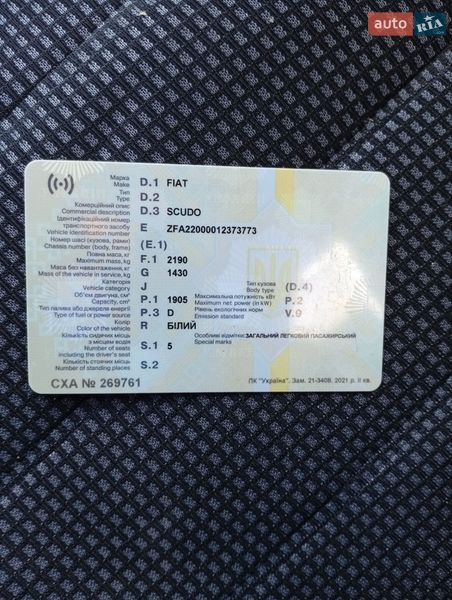 auto RIA
Марка
Make D.1 FIAT
Тип
Type D.2
Комерційний опис
Commercial description D.3 SCUDO
Ідентифікаційний номер
транспортного засобу
Vehicle identification number E ZFA22000012373773
Номер шасі (кузова, рами)
Chassis number (body, frame) (E.1)
Повна маса, кг
Maximum mass, kg F.1 2190
Маса без навантаження, кг
Mass of the vehicle in service, kg G 1430
Категорія
Vehicle category J Тип кузова
Body type (D.4)
Об'єм двигуна, см³
Capacity, cm³ P.1 1905 Максимальна потужність кВт
Maximum net power (in kW) P.2
Тип палива або джерела енергії
Type of fuel or power source P.3 D Рівень екологічних норм
Emission standard V.9
Колір
Color of the vehicle R БІЛИЙ
Кількість сидячих місць
з місцем водія
Number of seats
including the driver's seat S.1 5 Особливі відмітки: ЗАГАЛЬНИЙ ЛЕГКОВИЙ ПАСАЖИРСЬКИЙ
Special marks
Кількість стоячих місць
Number of standing places S.2
СХА № 269761
ПК "Україна". Зам. 21-3408. 2021 р. II кв.